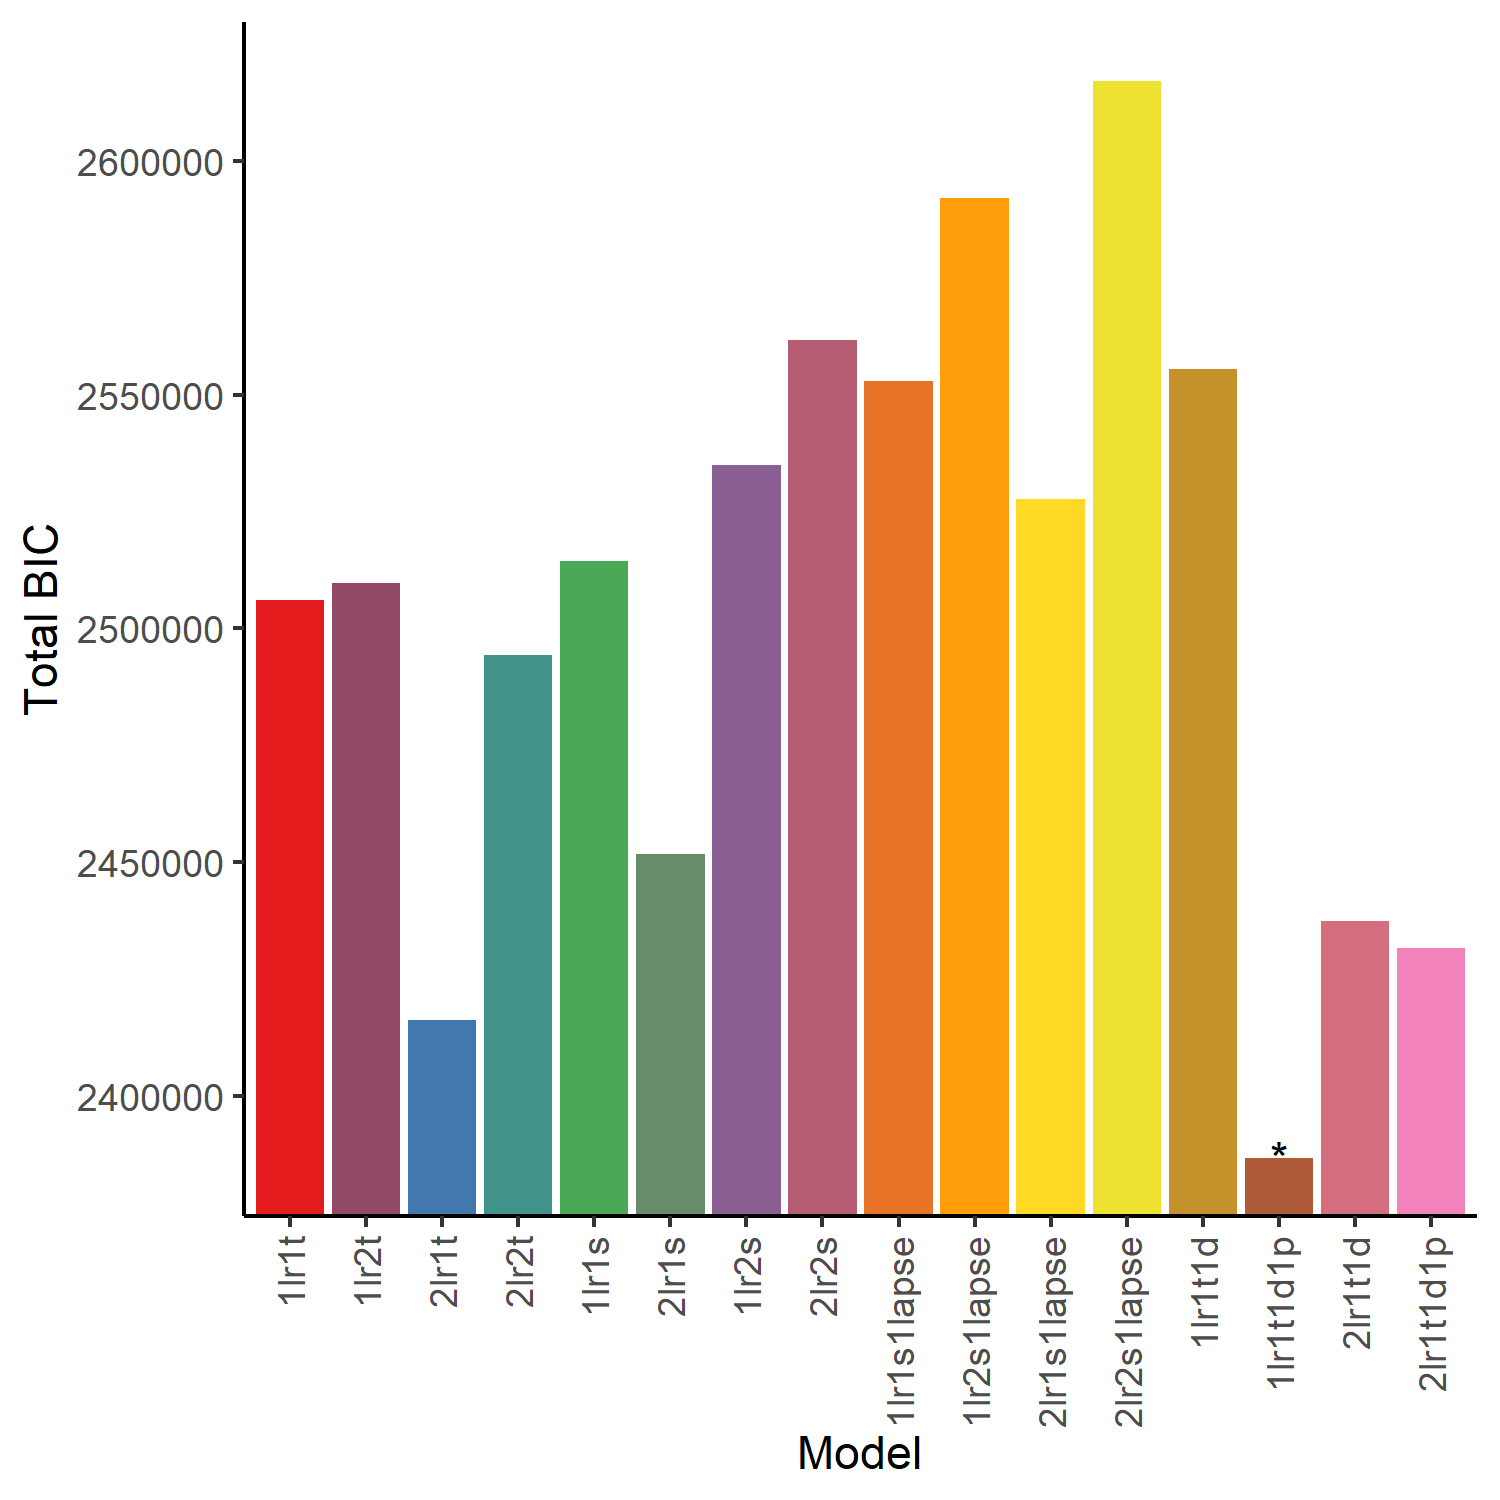 Total BIC
2600000
2550000
2500000
2450000
2400000
*
1lr1t
1lr2t
2lr1t
2lr2t
1lr1s
2lr1s
1lr2s
2lr2s
1lr1s1lapse
1lr2s1lapse
2lr1s1lapse
2lr2s1lapse
1lr1t1d
1lr1t1d1p
2lr1t1d
2lr1t1d1p
Model